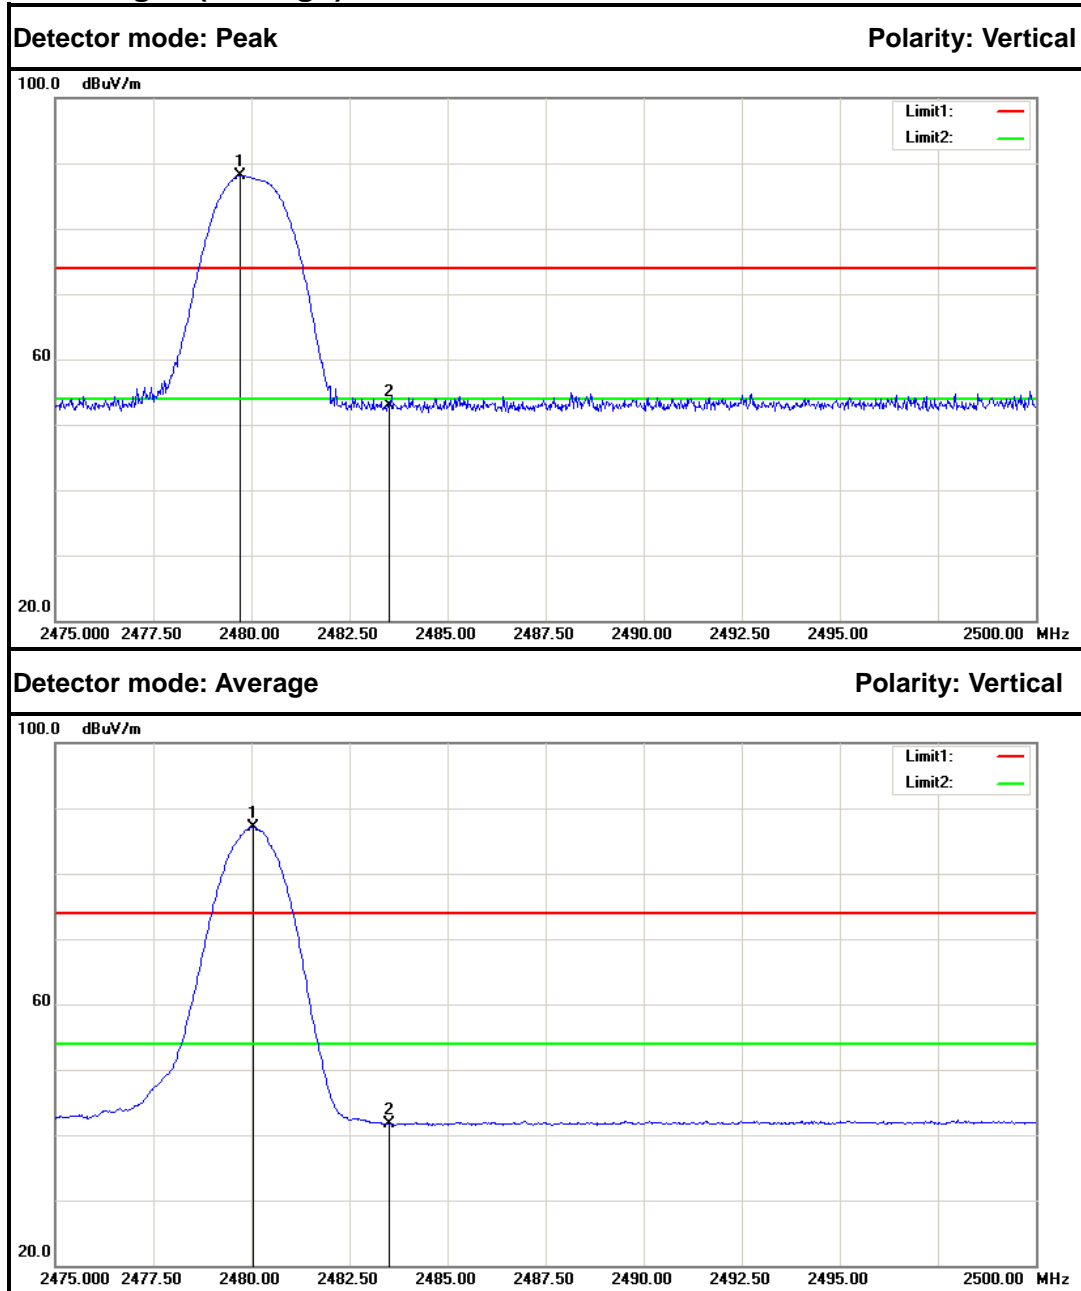 Detector mode: Peak Polarity: Vertical
100.0 dBuV/m
Limit1:
Limit2:
1
60
2
20.0
2475.000 2477.50 2480.00 2482.50 2485.00 2487.50 2490.00 2492.50 2495.00 2500.00 MHz
Detector mode: Average Polarity: Vertical
100.0 dBuV/m
Limit1:
Limit2:
1
60
2
20.0
2475.000 2477.50 2480.00 2482.50 2485.00 2487.50 2490.00 2492.50 2495.00 2500.00 MHz